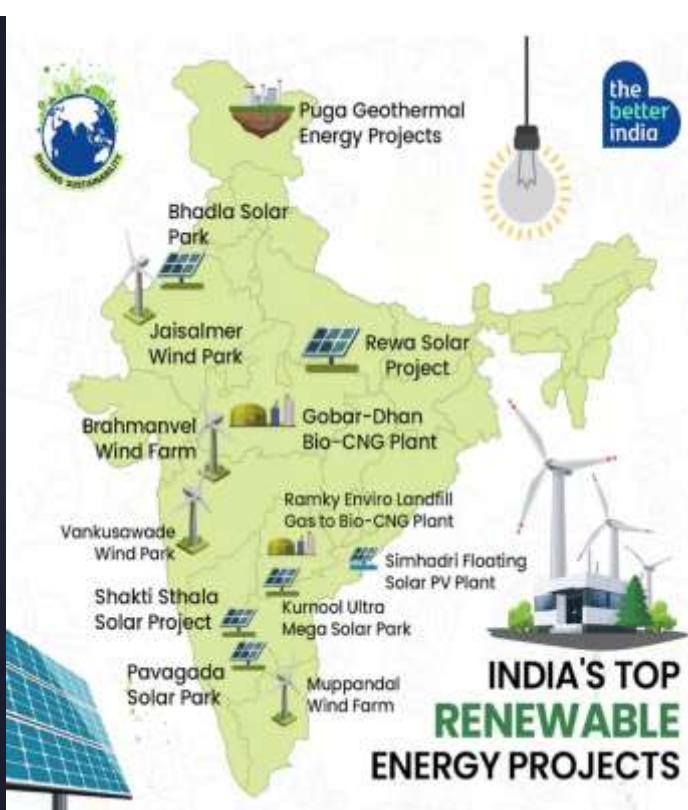 SHAPING SUSTAINABILITY
the
better
india
Puga Geothermal
Energy Projects
Bhadla Solar
Park
Jaisalmer
Wind Park
Rewa Solar
Project
Brahmanvel
Wind Farm
Gobar-Dhan
Bio-CNG Plant
Ramky Enviro Landfill
Gas to Bio-CNG Plant
Vankusawade
Wind Park
Simhadri Floating
Solar PV Plant
Shakti Sthala
Solar Project
Kurnool Ultra
Mega Solar Park
Pavagada
Solar Park
Muppandal
Wind Farm
INDIA'S TOP
RENEWABLE
ENERGY PROJECTS